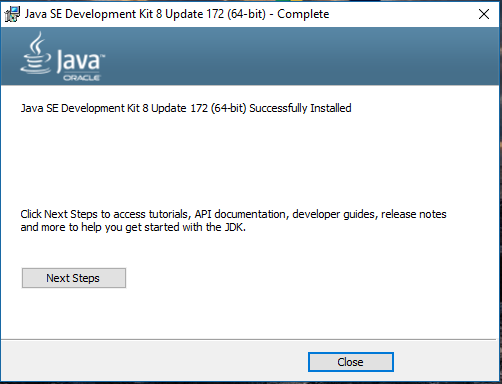 Java SE Development Kit 8 Update 172 (64-bit) - Complete
Java™
ORACLE
Java SE Development Kit 8 Update 172 (64-bit) Successfully Installed
Click Next Steps to access tutorials, API documentation, developer guides, release notes
and more to help you get started with the JDK.
Next Steps
Close